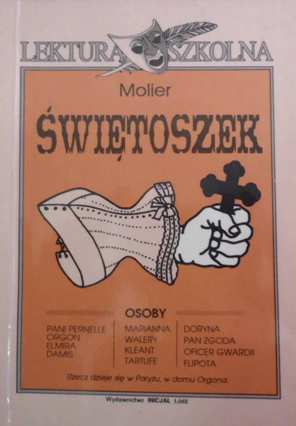 LEKTURA SZKOLNA
Molier
ŚWIĘTOSZEK
OSOBY
PANI PERNELLE
ORGON
ELMIRA
DAMIS
MARIANNA
WALERY
KLEANT
TARTUFE
DORYNA
PAN ZGODA
OFICER GWARDII
FLIPOTA
Rzecz dzieje się w Paryżu, w domu Orgona.
Wydawnictwo INICJAŁ Łódź